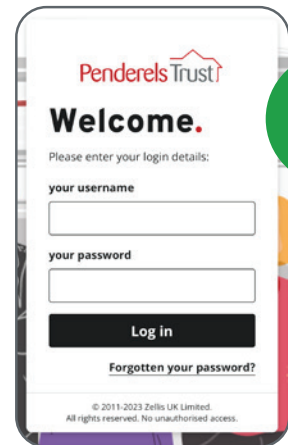 Penderels Trust
Welcome.
Please enter your login details:
your username
your password
Log in
Forgotten your password?
© 2011-2023 Zellis UK Limited.
All rights reserved. No unauthorised access.